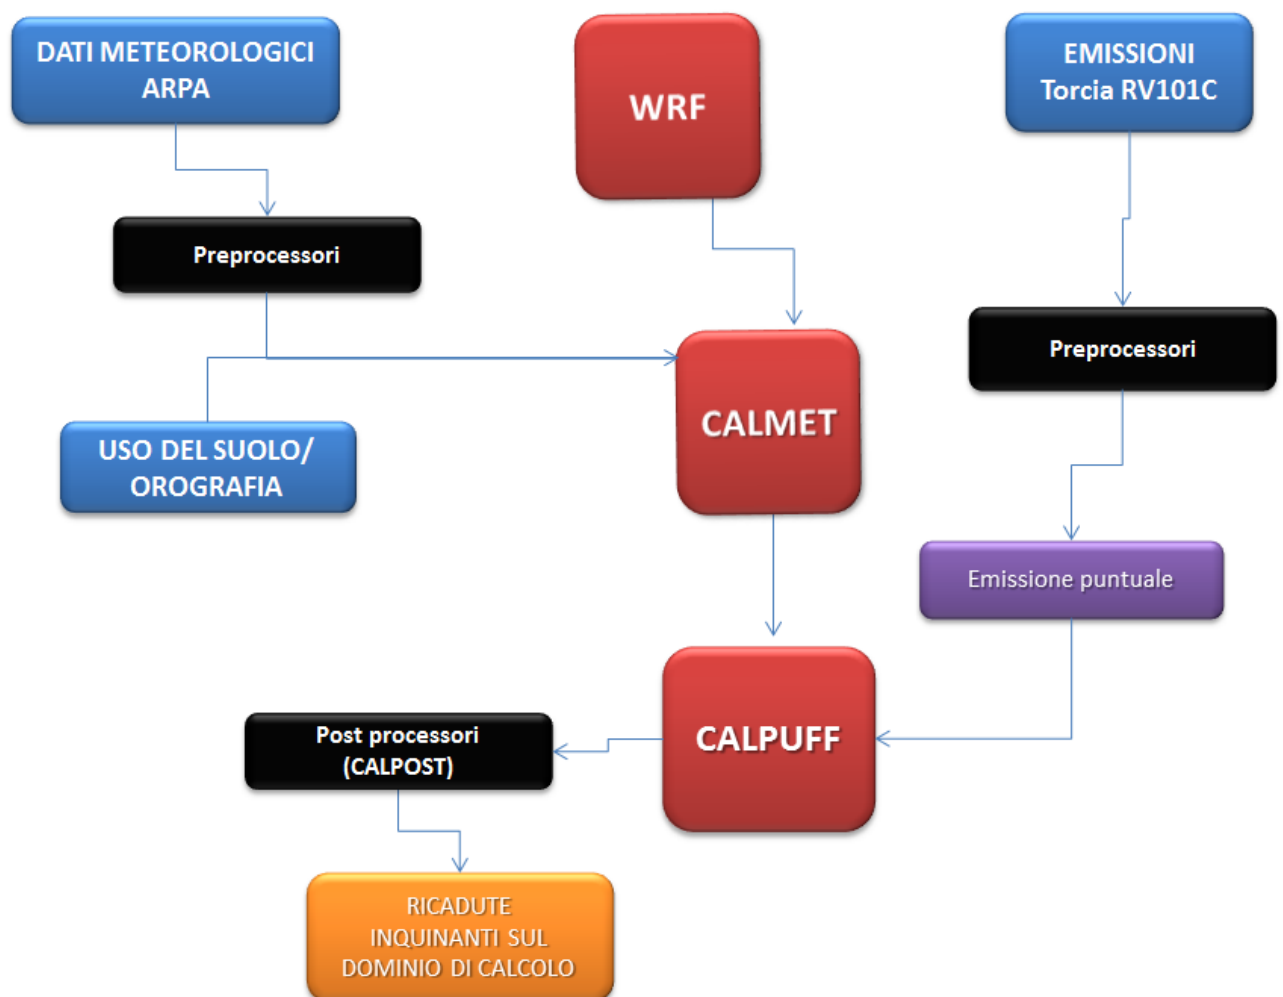 DATI METEOROLOGICI
ARPA
WRF
EMISSIONI
Torcia RV101C
Preprocessori
Preprocessori
CALMET
USO DEL SUOLO/
OROGRAFIA
Emissione puntuale
CALPUFF
Post processori
(CALPOST)
RICADUTE
INQUINANTI SUL
DOMINIO DI CALCOLO